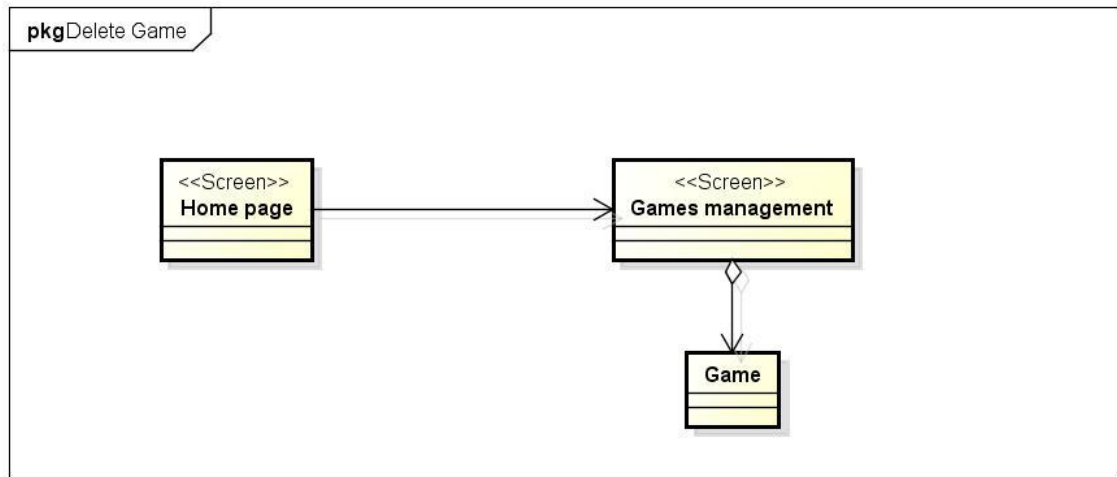 pkgDelete Game
<<Screen>>
Home page
<<Screen>>
Games management
Game